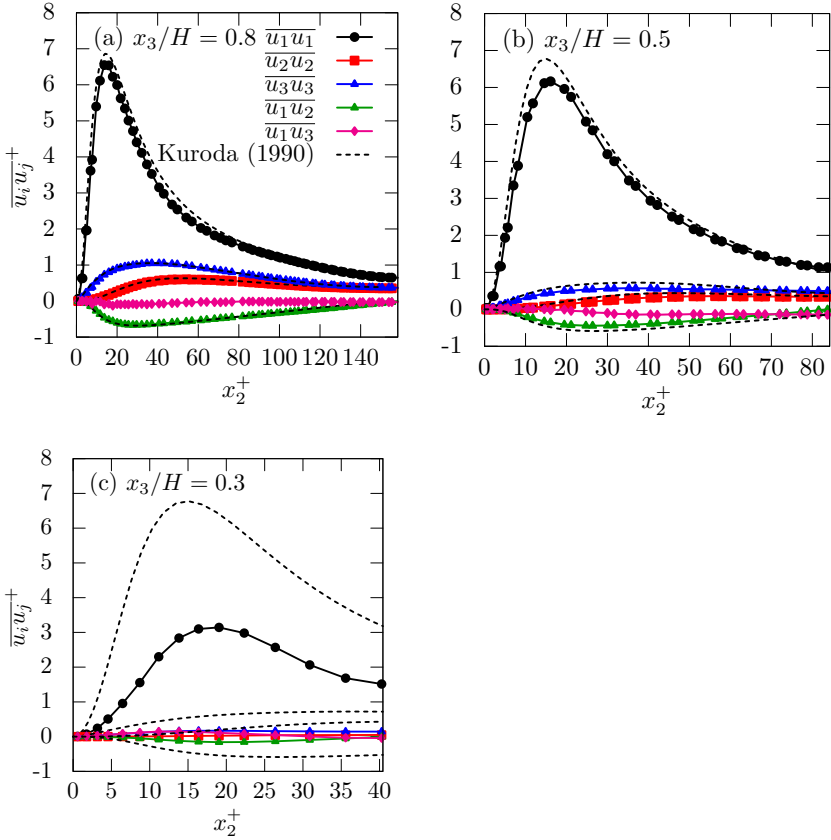 (a) x₃/H = 0.8
u₁u₁
u₂u₂
u₃u₃
u₁u₂
u₁u₃
Kuroda (1990)
8
7
6
5
4
3
2
1
0
-1
0 20 40 60 80 100 120 140
x₂⁺
uᵢuⱼ⁺
(b) x₃/H = 0.5
8
7
6
5
4
3
2
1
0
-1
0 10 20 30 40 50 60 70 80
x₂⁺
(c) x₃/H = 0.3
8
7
6
5
4
3
2
1
0
-1
0 5 10 15 20 25 30 35 40
x₂⁺
uᵢuⱼ⁺